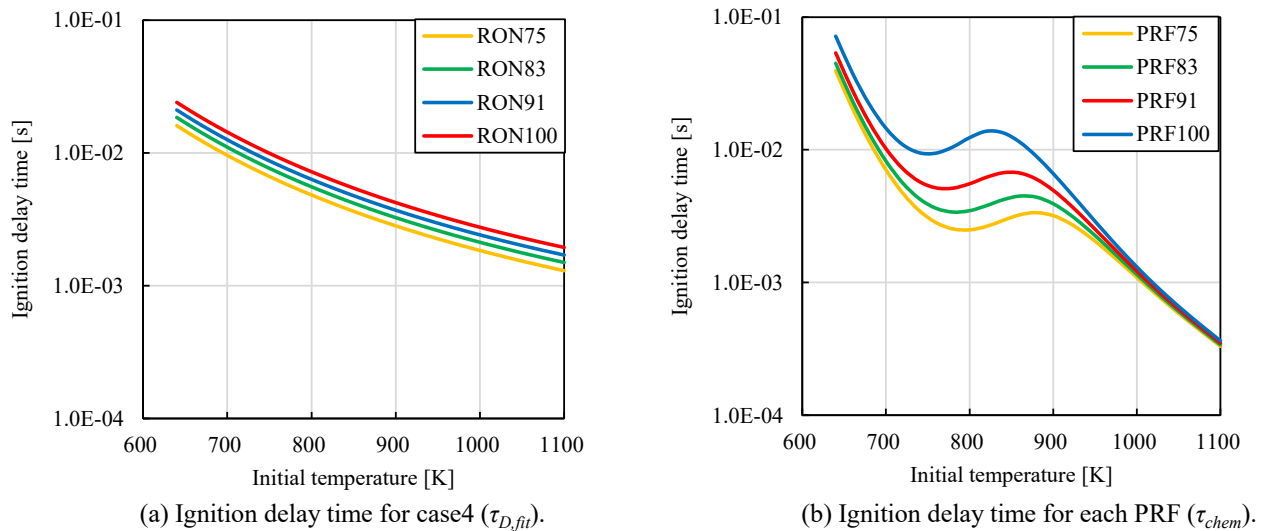 1.0E-01
1.0E-02
1.0E-03
1.0E-04
Ignition delay time [s]
600 700 800 900 1000 1100
Initial temperature [K]
RON75
RON83
RON91
RON100
(a) Ignition delay time for case4 (τD,fit).
1.0E-01
1.0E-02
1.0E-03
1.0E-04
Ignition delay time [s]
600 700 800 900 1000 1100
Initial temperature [K]
PRF75
PRF83
PRF91
PRF100
(b) Ignition delay time for each PRF (τchem).